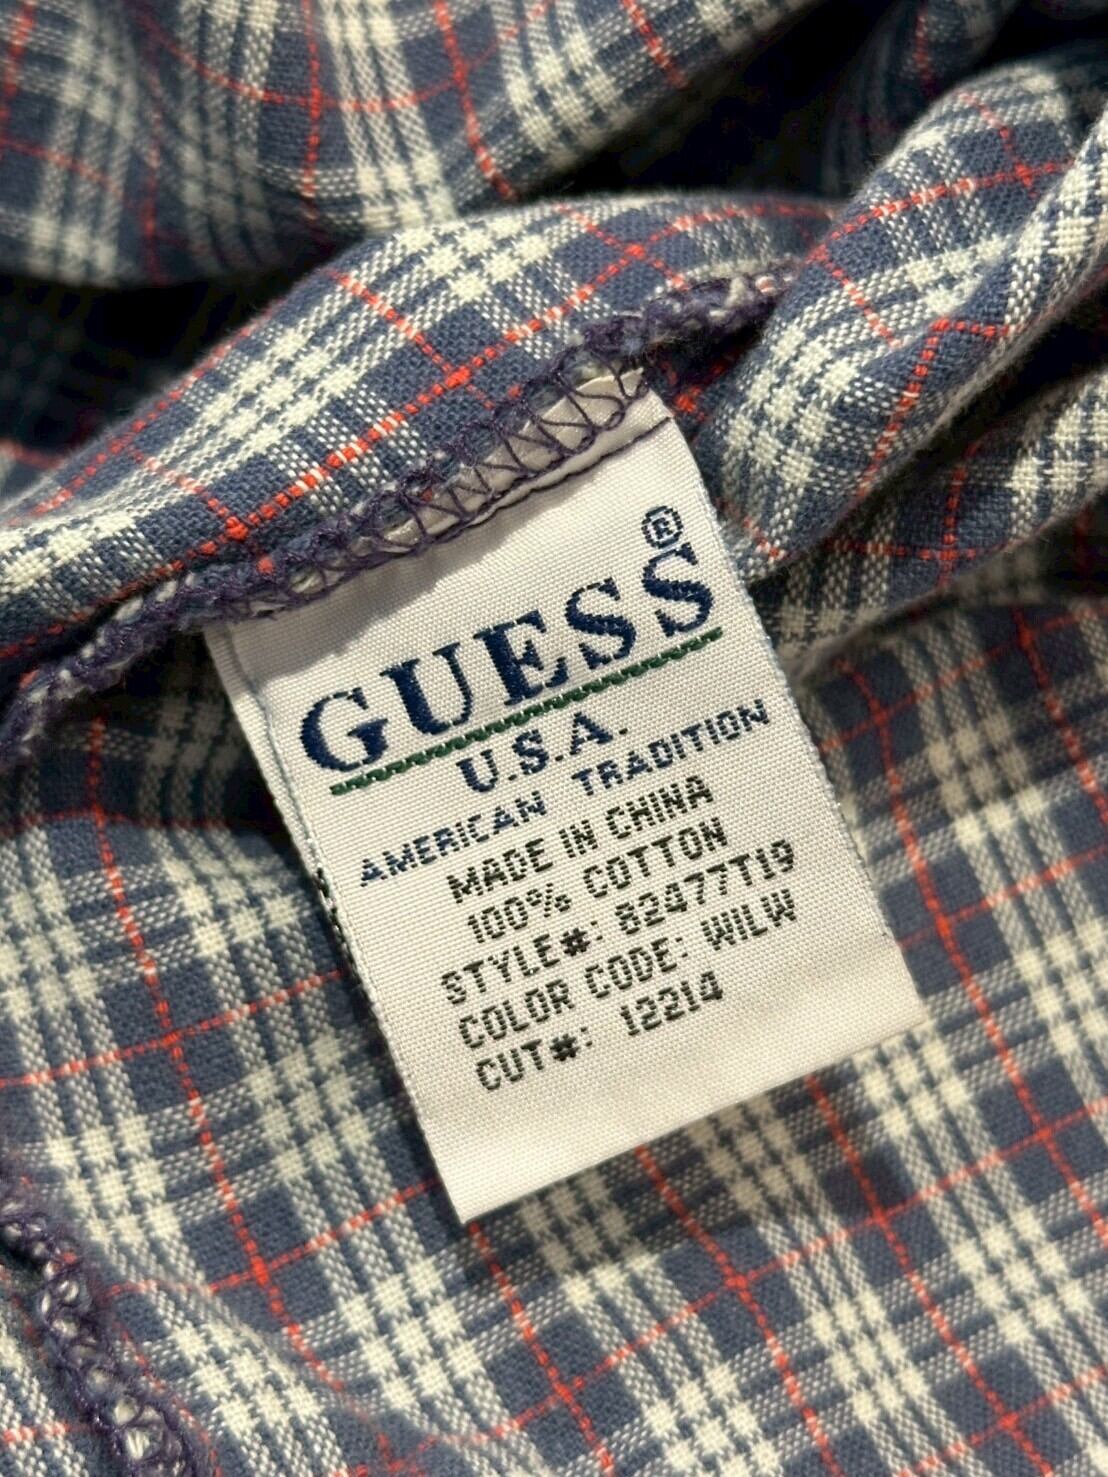 GUESS®
U.S.A.
AMERICAN TRADITION
MADE IN CHINA
100% COTTON
STYLE#: 82477T19
COLOR CODE: WILW
CUT#: 12214